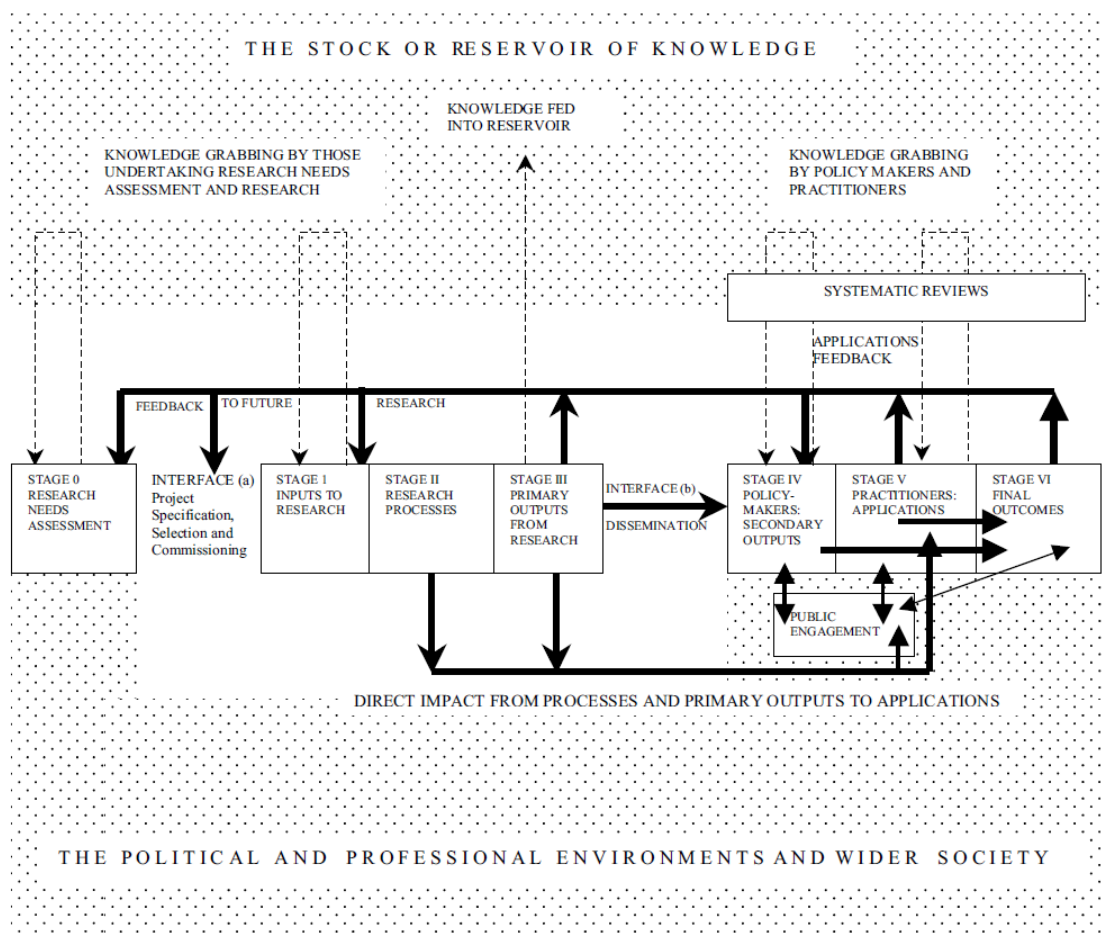 THE STOCK OR RESERVOIR OF KNOWLEDGE
KNOWLEDGE FED
INTO RESERVOIR
KNOWLEDGE GRABBING BY THOSE
UNDERTAKING RESEARCH NEEDS
ASSESSMENT AND RESEARCH
KNOWLEDGE GRABBING
BY POLICY MAKERS AND
PRACTITIONERS
SYSTEMATIC REVIEWS
APPLICATIONS
FEEDBACK
FEEDBACK
TO FUTURE
RESEARCH
STAGE 0
RESEARCH
NEEDS
ASSESSMENT
INTERFACE (a)
Project
Specification,
Selection and
Commissioning
STAGE 1
INPUTS TO
RESEARCH
STAGE II
RESEARCH
PROCESSES
STAGE III
PRIMARY
OUTPUTS
FROM
RESEARCH
INTERFACE (b)
DISSEMINATION
STAGE IV
POLICY-
MAKERS:
SECONDARY
OUTPUTS
STAGE V
PRACTITIONERS:
APPLICATIONS
STAGE VI
FINAL
OUTCOMES
PUBLIC
ENGAGEMENT
DIRECT IMPACT FROM PROCESSES AND PRIMARY OUTPUTS TO APPLICATIONS
THE POLITICAL AND PROFESSIONAL ENVIRONMENTS AND WIDER SOCIETY